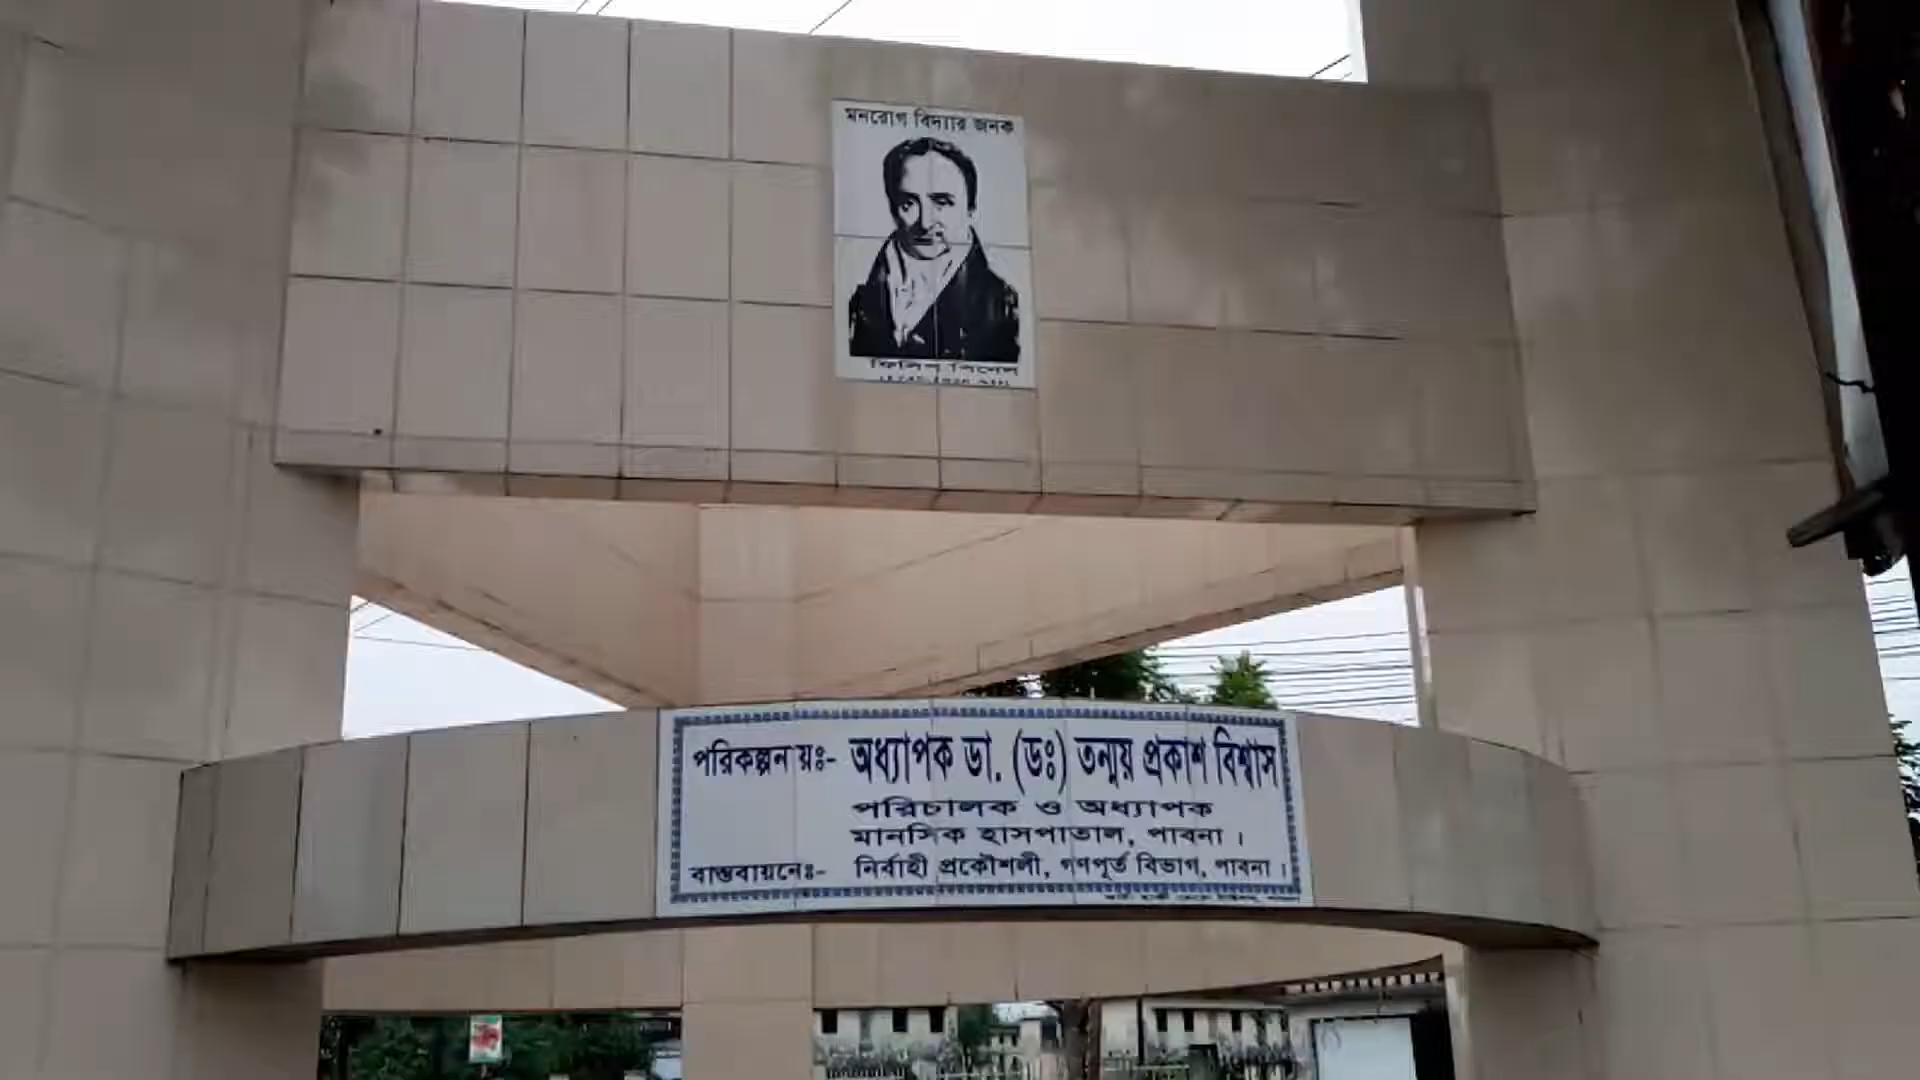 মনরোগ বিদ্যার জনক
ফিলিপ পিনেল
পরিকল্পনায়ঃ- অধ্যাপক ডা. (ডঃ) তন্ময় প্রকাশ বিশ্বাস
পরিচালক ও অধ্যাপক
মানসিক হাসপাতাল, পাবনা।
বাস্তবায়নেঃ- নির্বাহী প্রকৌশলী, গণপূর্ত বিভাগ, পাবনা।